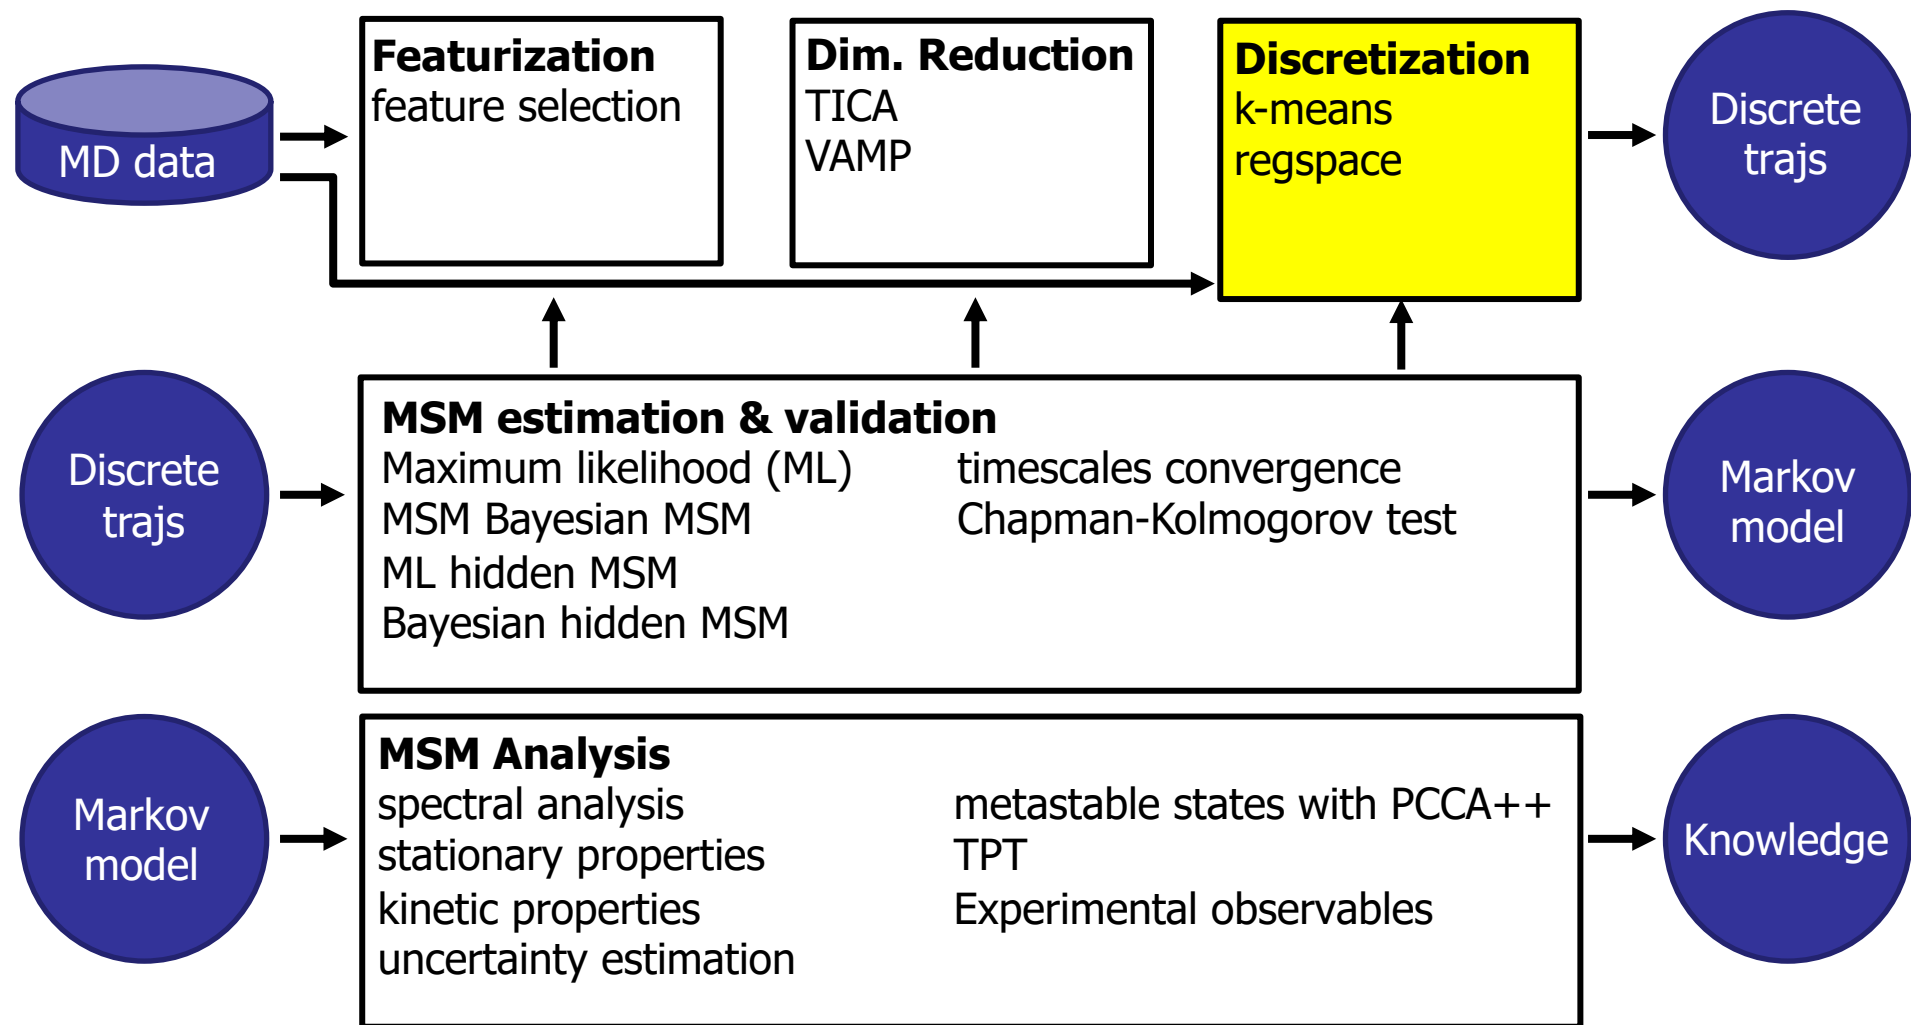 MD data
Featurization
feature selection
Dim. Reduction
TICA
VAMP
Discretization
k-means
regspace
Discrete
trajs
Discrete
trajs
MSM estimation & validation
Maximum likelihood (ML)
MSM Bayesian MSM
ML hidden MSM
Bayesian hidden MSM
timescales convergence
Chapman-Kolmogorov test
Markov
model
Markov
model
MSM Analysis
spectral analysis
stationary properties
kinetic properties
uncertainty estimation
metastable states with PCCA++
TPT
Experimental observables
Knowledge